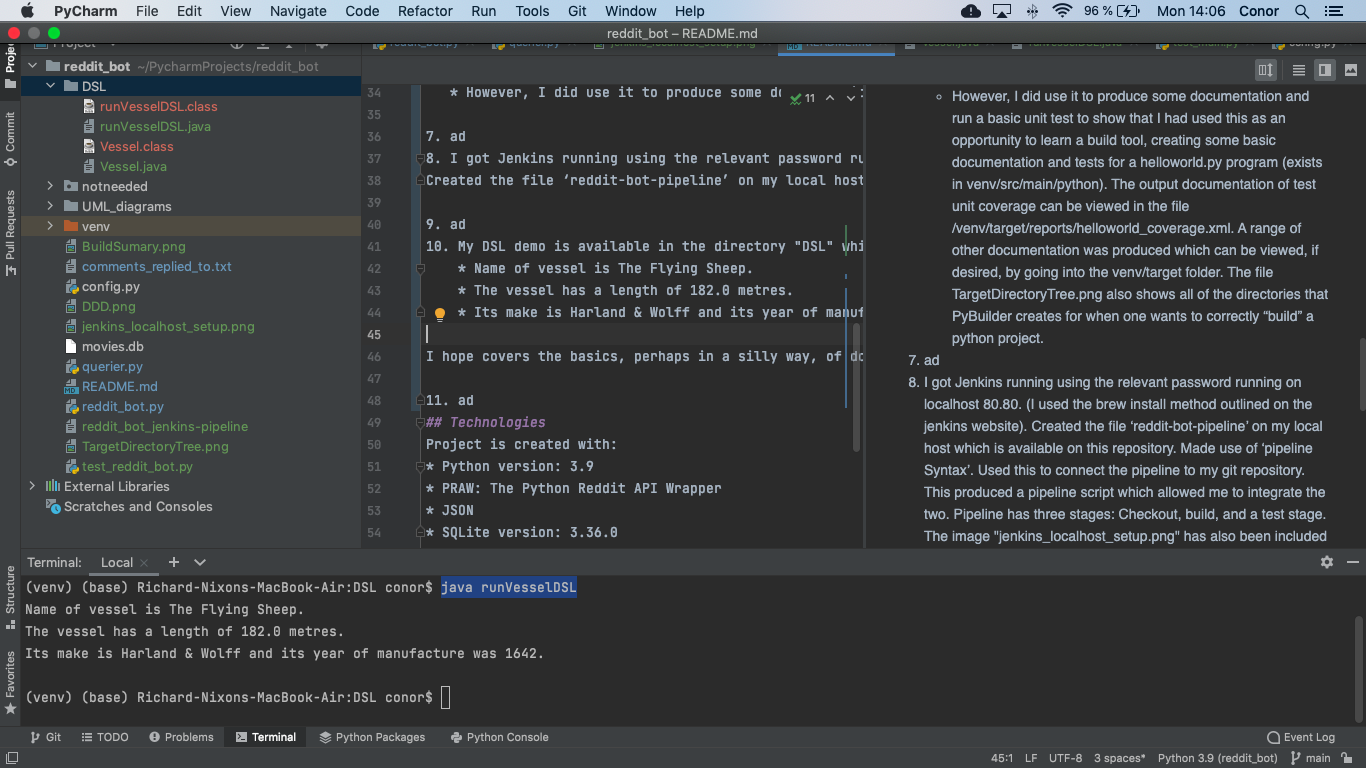 PyCharm File Edit View Navigate Code Refactor Run Tools Git Window Help 96 % Mon 14:06 Conor
reddit_bot – README.md
Project
Commit
Pull Requests
Structure
Favorites
reddit_bot ~/PycharmProjects/reddit_bot
DSL
runVesselDSL.class
runVesselDSL.java
Vessel.class
Vessel.java
notneeded
UML_diagrams
venv
BuildSumary.png
comments_replied_to.txt
config.py
DDD.png
jenkins_localhost_setup.png
movies.db
querier.py
README.md
reddit_bot.py
reddit_bot_jenkins-pipeline
TargetDirectoryTree.png
test_reddit_bot.py
External Libraries
Scratches and Consoles
11
34 * However, I did use it to produce some
35
36 7. ad
37 8. I got Jenkins running using the relevant password
38 Created the file ‘reddit-bot-pipeline’ on my local host
39
40 9. ad
41 10. My DSL demo is available in the directory "DSL"
42 * Name of vessel is The Flying Sheep.
43 * The vessel has a length of 182.0 metres.
44 * Its make is Harland & Wolff and its year of
45
46 I hope covers the basics, perhaps in a silly way, of
47
48 11. ad
49 ## Technologies
50 Project is created with:
51 * Python version: 3.9
52 * PRAW: The Python Reddit API Wrapper
53 * JSON
54 * SQLite version: 3.36.0
However, I did use it to produce some documentation and
run a basic unit test to show that I had used this as an
opportunity to learn a build tool, creating some basic
documentation and tests for a helloworld.py program (exists
in venv/src/main/python). The output documentation of test
unit coverage can be viewed in the file
/venv/target/reports/helloworld_coverage.xml. A range of
other documentation was produced which can be viewed, if
desired, by going into the venv/target folder. The file
TargetDirectoryTree.png also shows all of the directories that
PyBuilder creates for when one wants to correctly “build” a
python project.
7. ad
8. I got Jenkins running using the relevant password running on
localhost 80.80. (I used the brew install method outlined on the
jenkins website). Created the file ‘reddit-bot-pipeline’ on my local
host which is available on this repository. Made use of ‘pipeline
Syntax’. Used this to connect the pipeline to my git repository.
This produced a pipeline script which allowed me to integrate the
two. Pipeline has three stages: Checkout, build, and a test stage.
The image "jenkins_localhost_setup.png" has also been included
Terminal: Local
(venv) (base) Richard-Nixons-MacBook-Air:DSL conor$ java runVesselDSL
Name of vessel is The Flying Sheep.
The vessel has a length of 182.0 metres.
Its make is Harland & Wolff and its year of manufacture was 1642.
(venv) (base) Richard-Nixons-MacBook-Air:DSL conor$
Git TODO Problems Terminal Python Packages Python Console Event Log
45:1 LF UTF-8 3 spaces* Python 3.9 (reddit_bot) main